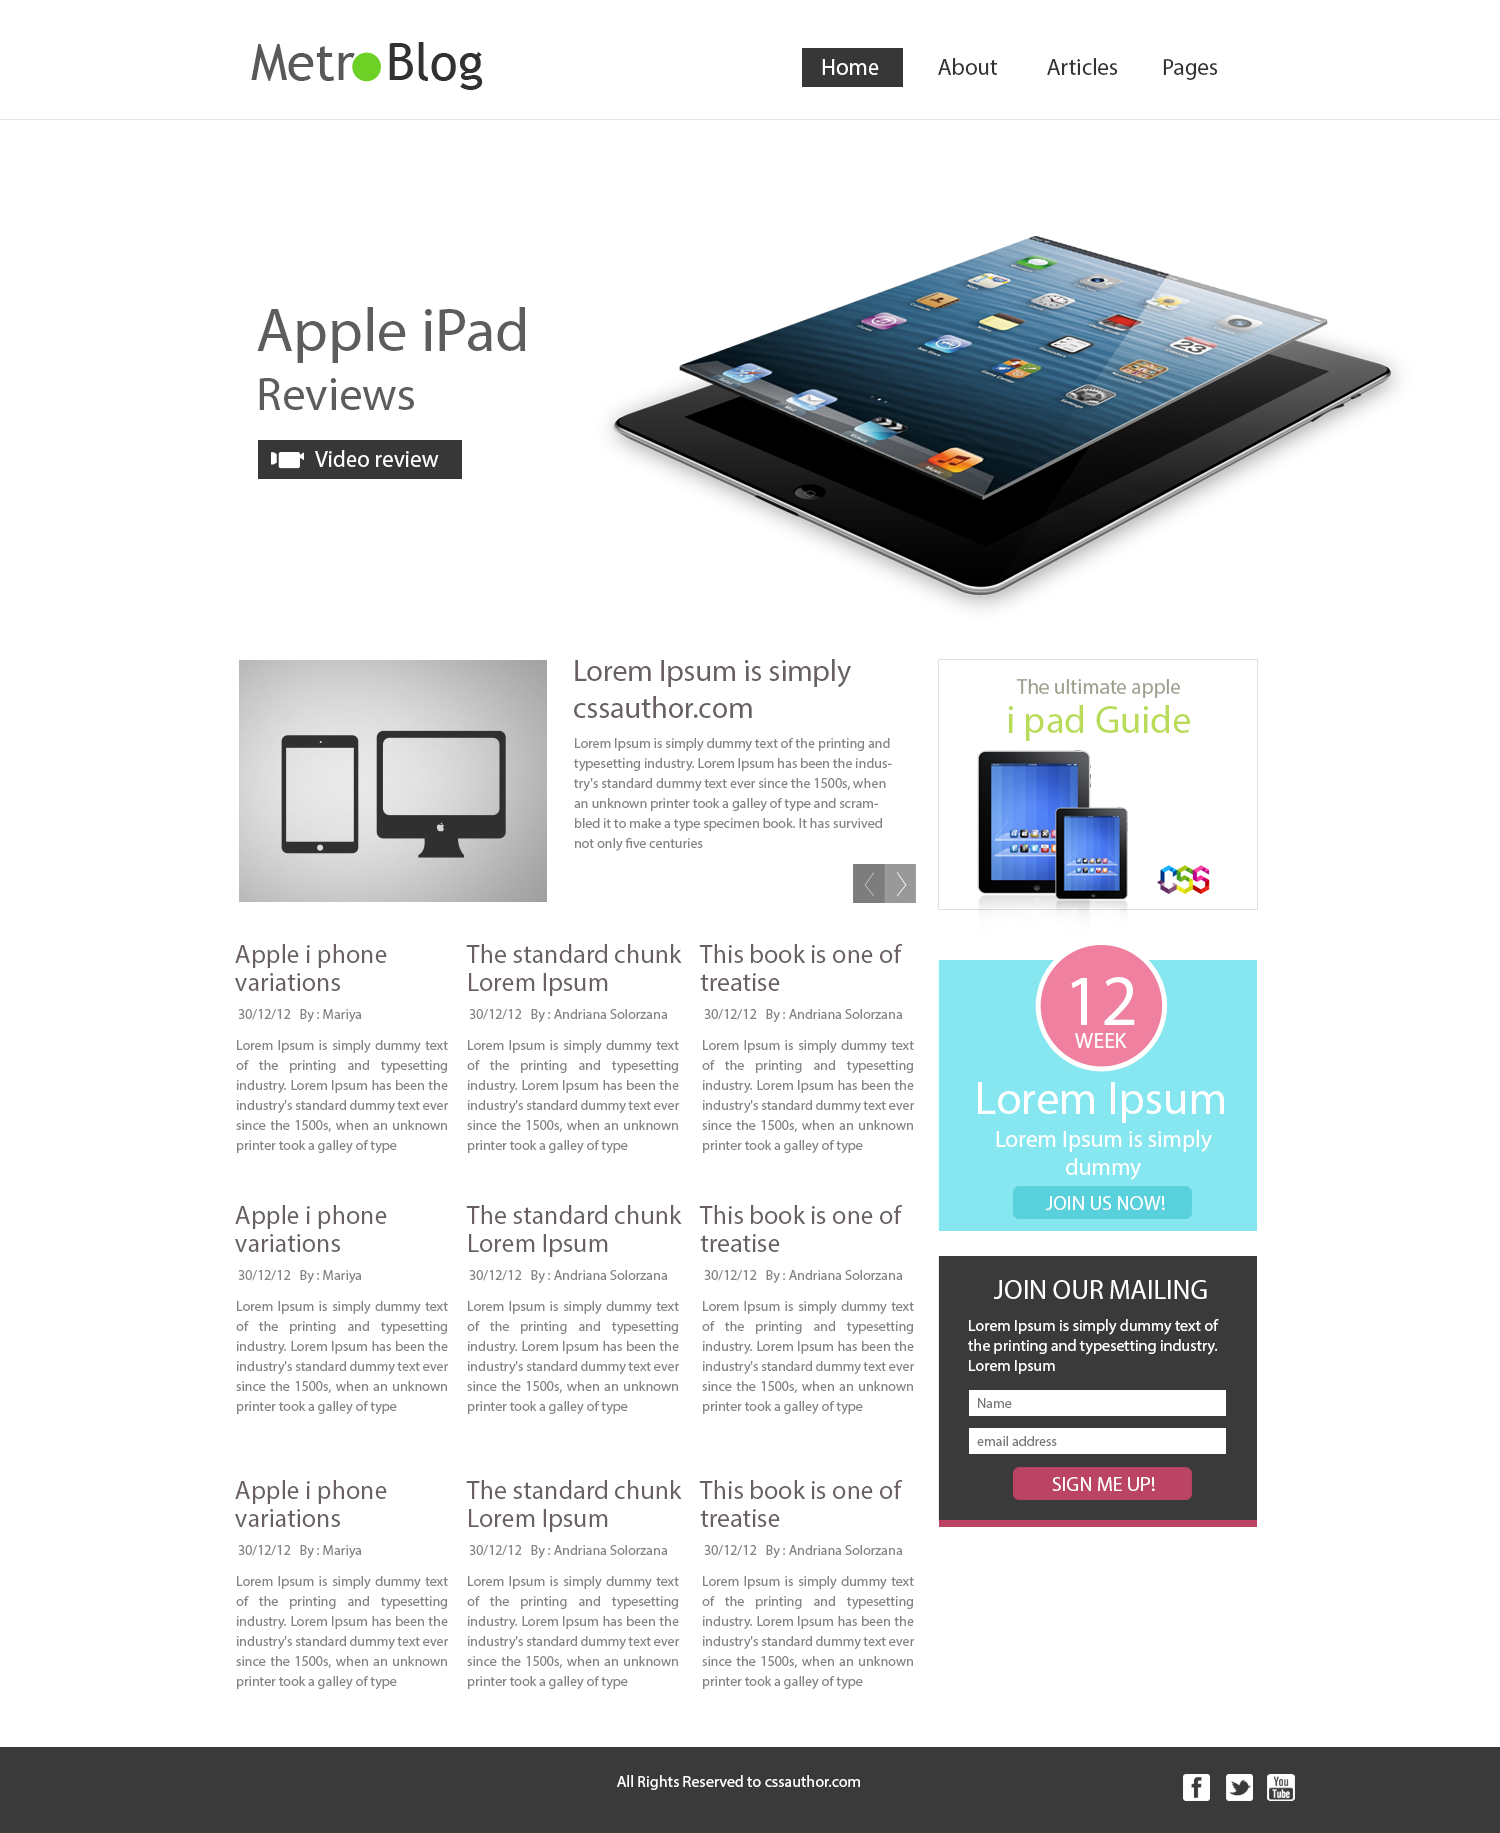 MetroBlog
Home About Articles Pages
Apple iPad
Reviews
Video review
23
Lorem Ipsum is simply
cssauthor.com
Lorem Ipsum is simply dummy text of the printing and
typesetting industry. Lorem Ipsum has been the indus-
try's standard dummy text ever since the 1500s, when
an unknown printer took a galley of type and scram-
bled it to make a type specimen book. It has survived
not only five centuries
The ultimate apple
i pad Guide
CSS
Apple i phone
variations
30/12/12 By : Mariya
Lorem Ipsum is simply dummy text
of the printing and typesetting
industry. Lorem Ipsum has been the
industry's standard dummy text ever
since the 1500s, when an unknown
printer took a galley of type
The standard chunk
Lorem Ipsum
30/12/12 By : Andriana Solorzana
Lorem Ipsum is simply dummy text
of the printing and typesetting
industry. Lorem Ipsum has been the
industry's standard dummy text ever
since the 1500s, when an unknown
printer took a galley of type
This book is one of
treatise
30/12/12 By : Andriana Solorzana
Lorem Ipsum is simply dummy text
of the printing and typesetting
industry. Lorem Ipsum has been the
industry's standard dummy text ever
since the 1500s, when an unknown
printer took a galley of type
Apple i phone
variations
30/12/12 By : Mariya
Lorem Ipsum is simply dummy text
of the printing and typesetting
industry. Lorem Ipsum has been the
industry's standard dummy text ever
since the 1500s, when an unknown
printer took a galley of type
The standard chunk
Lorem Ipsum
30/12/12 By : Andriana Solorzana
Lorem Ipsum is simply dummy text
of the printing and typesetting
industry. Lorem Ipsum has been the
industry's standard dummy text ever
since the 1500s, when an unknown
printer took a galley of type
This book is one of
treatise
30/12/12 By : Andriana Solorzana
Lorem Ipsum is simply dummy text
of the printing and typesetting
industry. Lorem Ipsum has been the
industry's standard dummy text ever
since the 1500s, when an unknown
printer took a galley of type
Apple i phone
variations
30/12/12 By : Mariya
Lorem Ipsum is simply dummy text
of the printing and typesetting
industry. Lorem Ipsum has been the
industry's standard dummy text ever
since the 1500s, when an unknown
printer took a galley of type
The standard chunk
Lorem Ipsum
30/12/12 By : Andriana Solorzana
Lorem Ipsum is simply dummy text
of the printing and typesetting
industry. Lorem Ipsum has been the
industry's standard dummy text ever
since the 1500s, when an unknown
printer took a galley of type
This book is one of
treatise
30/12/12 By : Andriana Solorzana
Lorem Ipsum is simply dummy text
of the printing and typesetting
industry. Lorem Ipsum has been the
industry's standard dummy text ever
since the 1500s, when an unknown
printer took a galley of type
12
WEEK
Lorem Ipsum
Lorem Ipsum is simply
dummy
JOIN US NOW!
JOIN OUR MAILING
Lorem Ipsum is simply dummy text of
the printing and typesetting industry.
Lorem Ipsum
Name
email address
SIGN ME UP!
All Rights Reserved to cssauthor.com
You
Tube